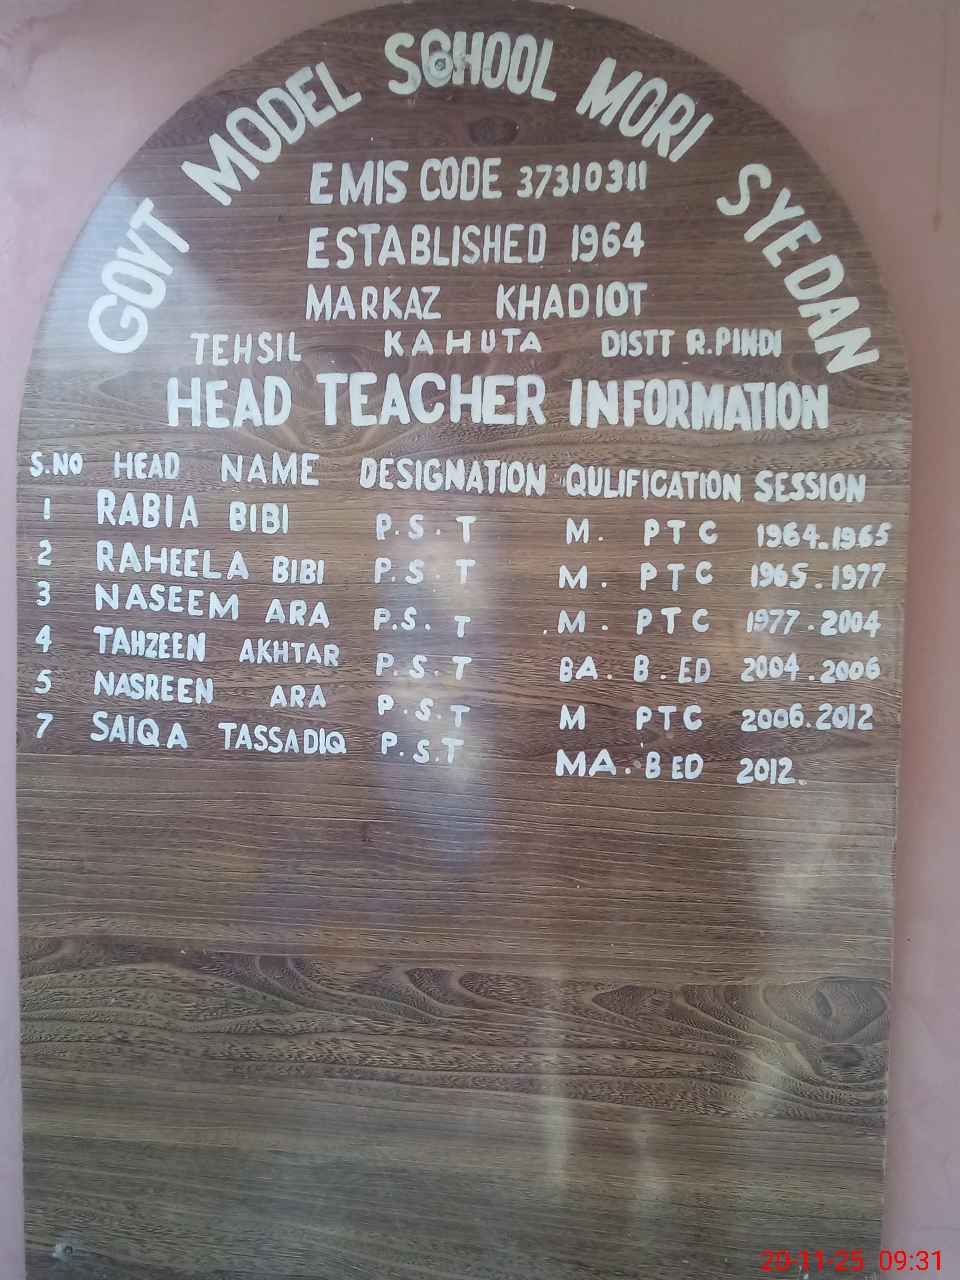 GOVT MODEL SCHOOL MORI SYEDAN
EMIS CODE 37310311
ESTABLISHED 1964
MARKAZ KHADIOT
TEHSIL KAHUTA DISTT R.PINDI
HEAD TEACHER INFORMATION
S.NO HEAD NAME DESIGNATION QULIFICATION SESSION
1 RABIA BIBI P.S.T M. PTC 1964.1965
2 RAHEELA BIBI P.S.T M. PTC 1965.1977
3 NASEEM ARA P.S.T .M. PTC 1977.2004
4 TAHZEEN AKHTAR P.S.T BA. B.ED 2004.2006
5 NASREEN ARA P.S.T M PTC 2006.2012
7 SAIQA TASSADIQ P.S.T MA. B ED 2012.
20-11-25 09:31